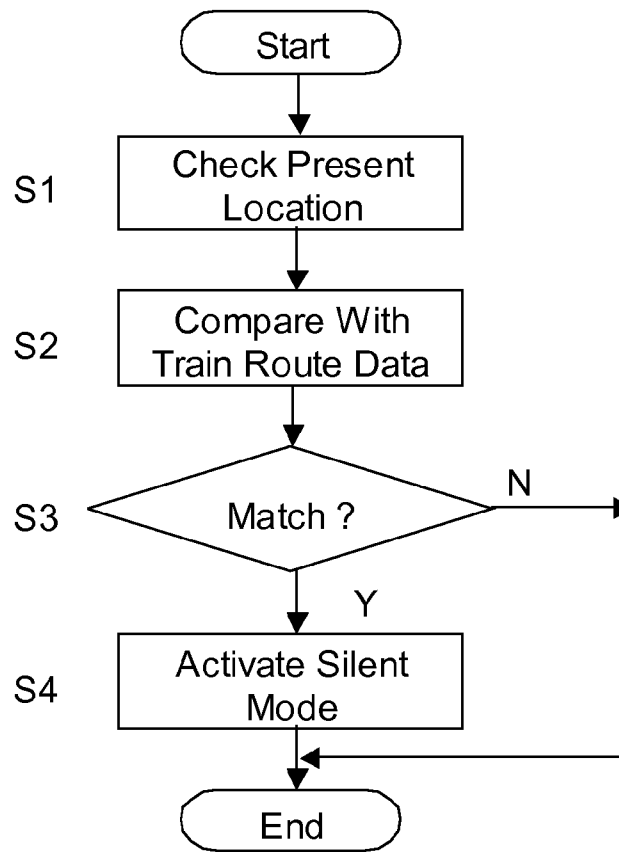 Start
S1
Check Present
Location
S2
Compare With
Train Route Data
S3
Match ?
N
Y
S4
Activate Silent
Mode
End